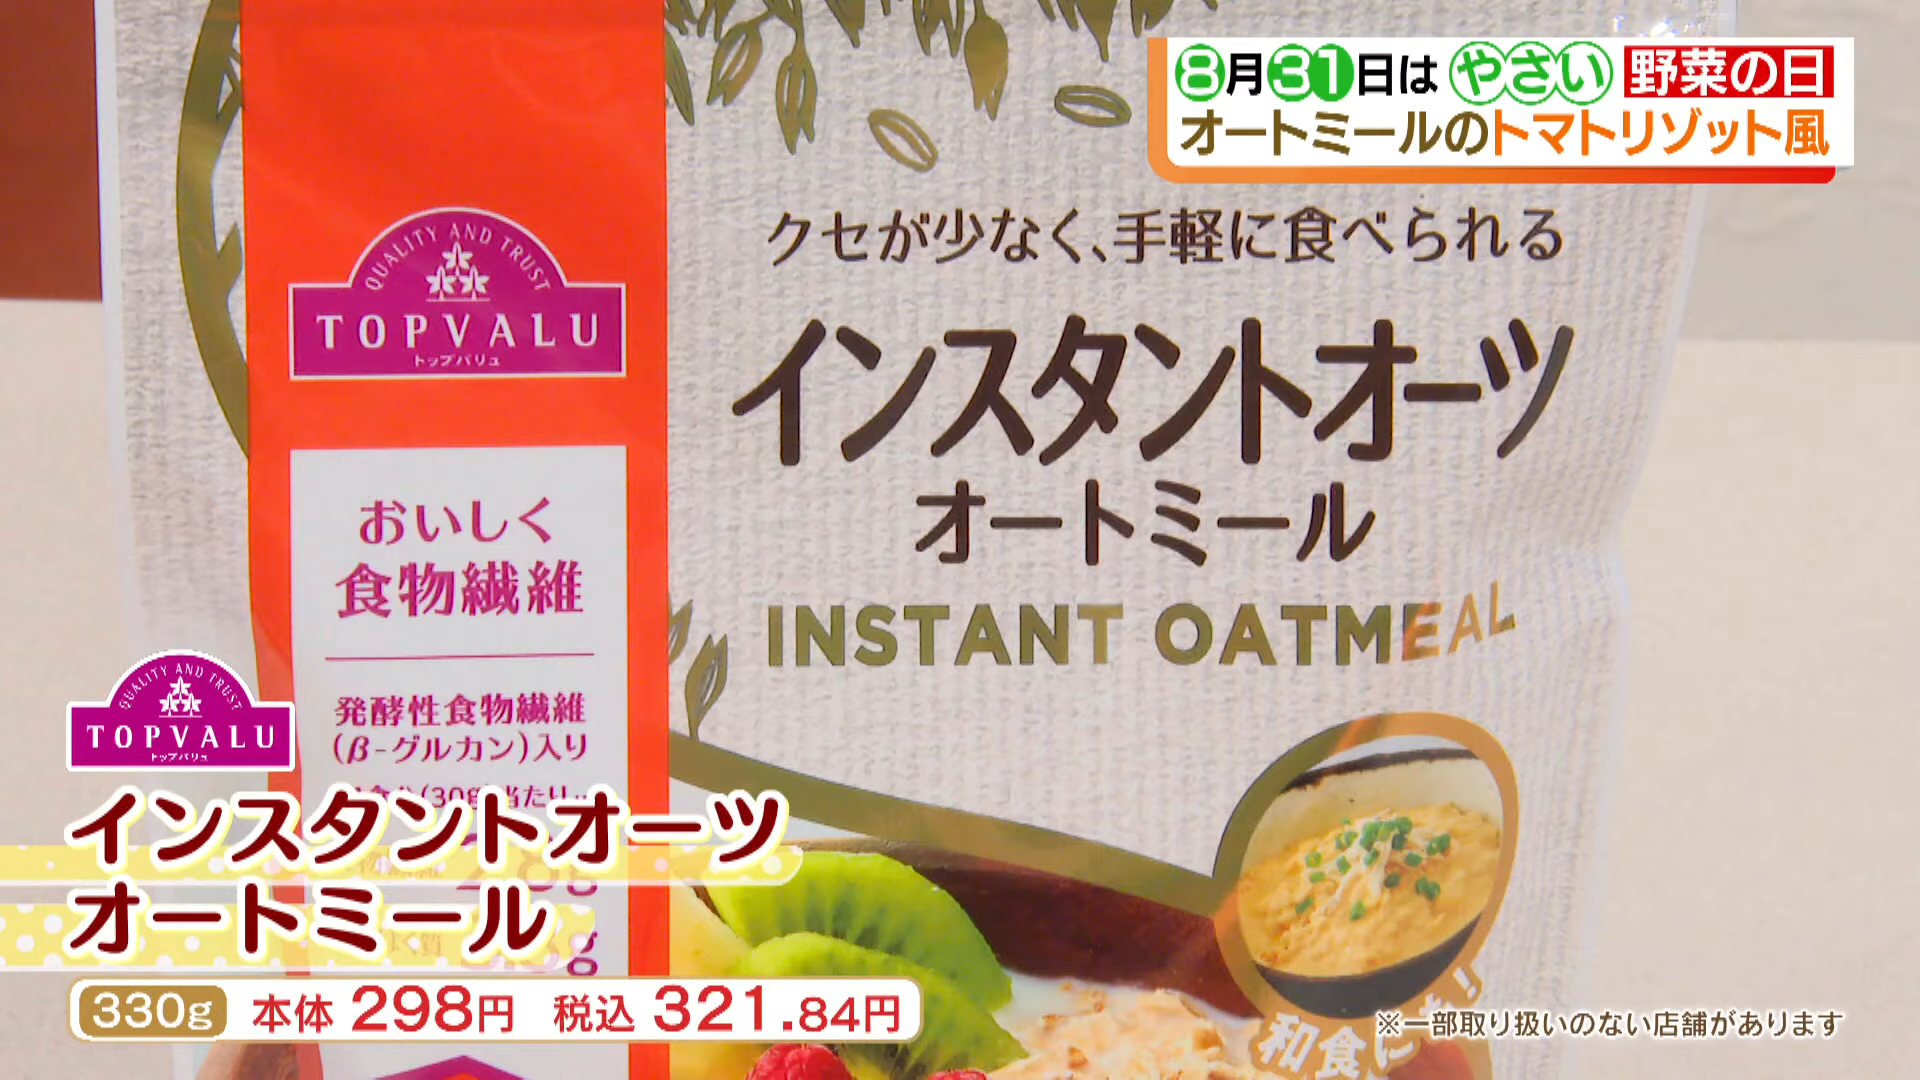 8月31日は やさい 野菜の日
オートミールのトマトリゾット風
クセが少なく、手軽に食べられる
インスタントオーツ
オートミール
INSTANT OATMEAL
QUALITY AND TRUST
TOPVALU
トップバリュ
おいしく
食物繊維
発酵性食物繊維
(β-グルカン)入り
(30g)当たり
QUALITY AND TRUST
TOPVALU
トップバリュ
インスタントオーツ
オートミール
330g 本体 298円 税込 321.84円
和食に
※一部取り扱いのない店舗があります